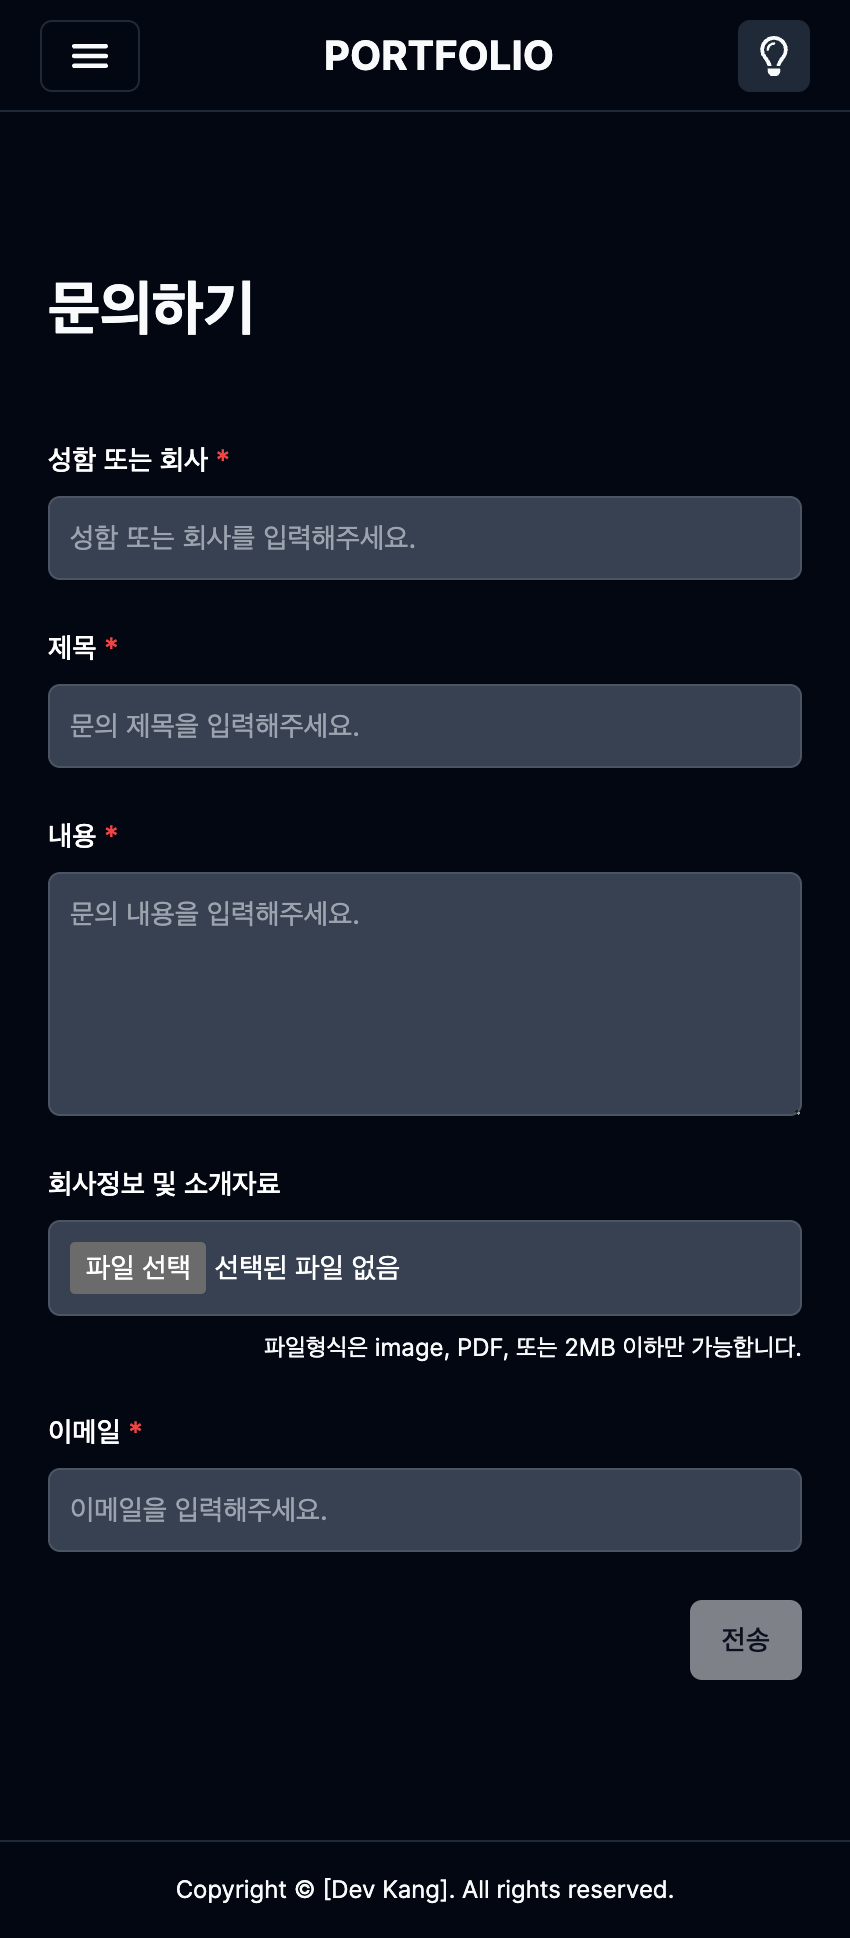 PORTFOLIO
문의하기
성함 또는 회사 *
성함 또는 회사를 입력해주세요.
제목 *
문의 제목을 입력해주세요.
내용 *
문의 내용을 입력해주세요.
회사정보 및 소개자료
파일 선택 선택된 파일 없음
파일형식은 image, PDF, 또는 2MB 이하만 가능합니다.
이메일 *
이메일을 입력해주세요.
전송
Copyright © [Dev Kang]. All rights reserved.